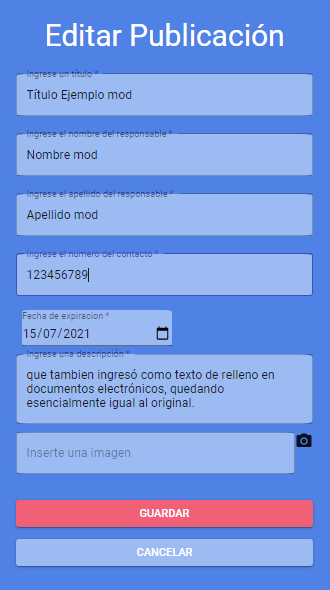 Editar Publicación
Ingrese un título *
Título Ejemplo mod
Ingrese el nombre del responsable *
Nombre mod
Ingrese el apellido del responsable *
Apellido mod
Ingrese el numero del contacto *
123456789
Fecha de expiracion *
15/07/2021
Ingrese una descripción *
que tambien ingresó como texto de relleno en
documentos electrónicos, quedando
esencialmente igual al original.
Inserte una imagen
GUARDAR
CANCELAR